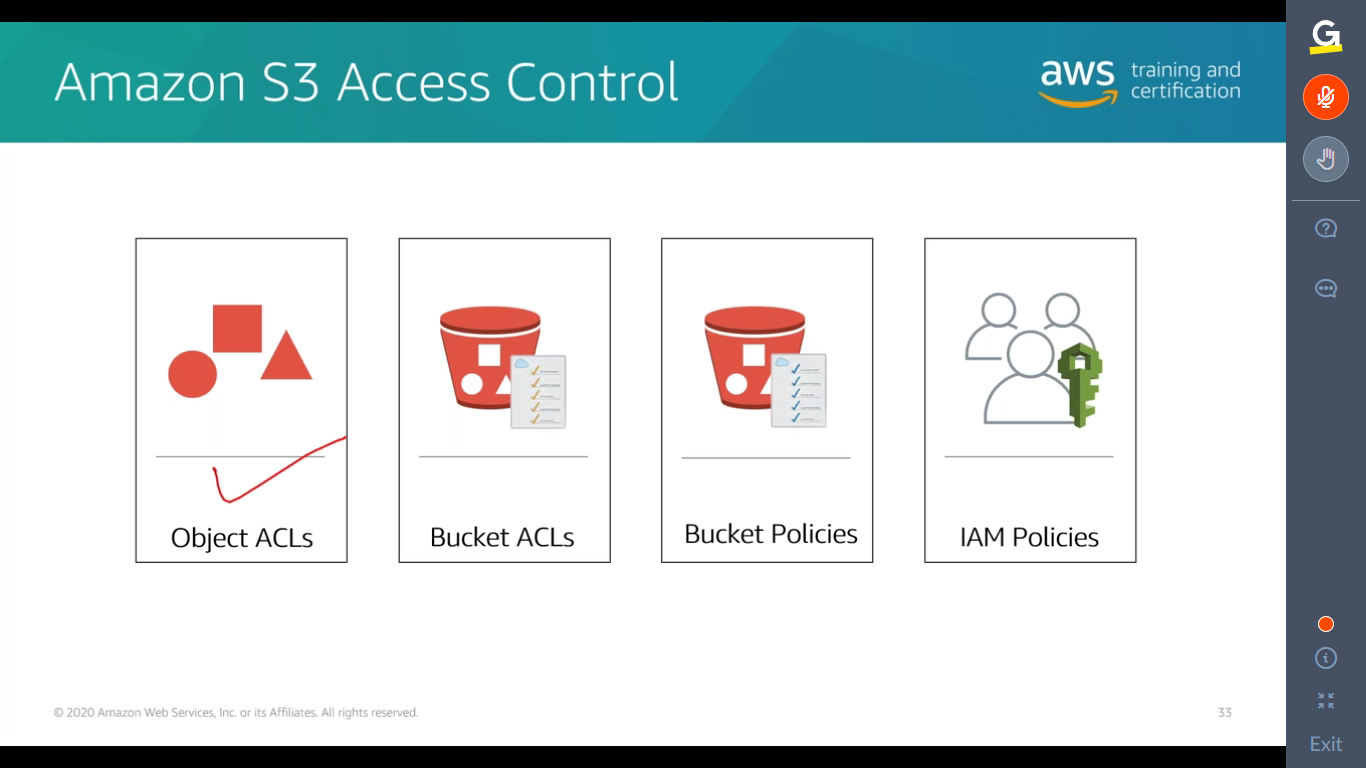 Amazon S3 Access Control
aws training and
certification
Object ACLs
Bucket ACLs
Bucket Policies
IAM Policies
© 2020 Amazon Web Services, Inc. or its Affiliates. All rights reserved.
33
G
?
i
Exit